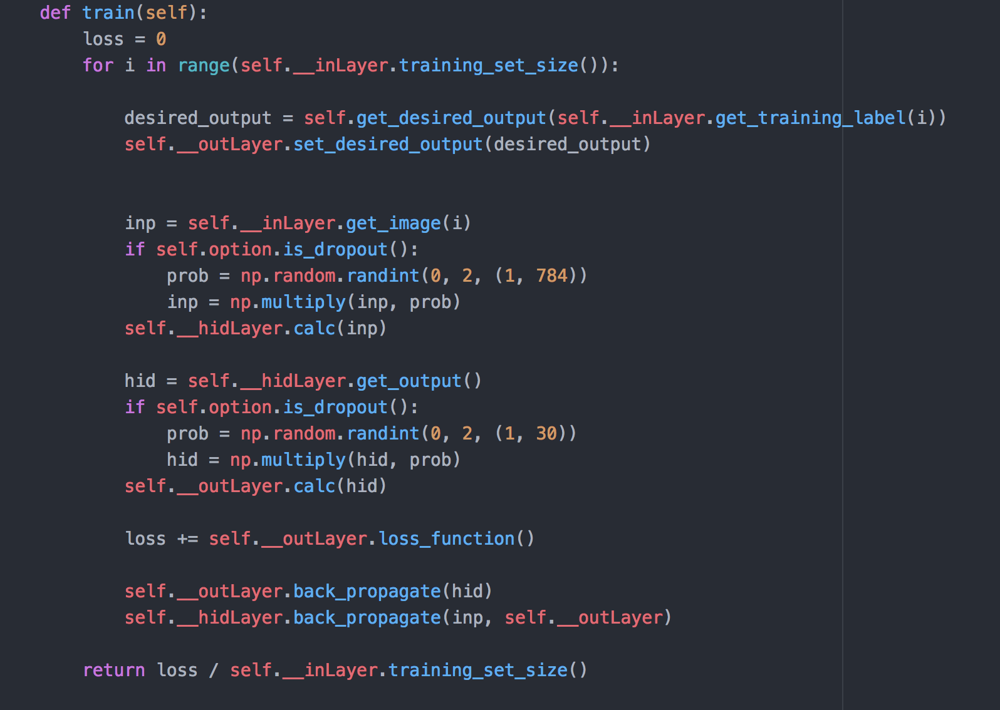 def train(self):
    loss = 0
    for i in range(self.__inLayer.training_set_size()):
        desired_output = self.get_desired_output(self.__inLayer.get_training_label(i))
        self.__outLayer.set_desired_output(desired_output)
        inp = self.__inLayer.get_image(i)
        if self.option.is_dropout():
            prob = np.random.randint(0, 2, (1, 784))
            inp = np.multiply(inp, prob)
        self.__hidLayer.calc(inp)
        hid = self.__hidLayer.get_output()
        if self.option.is_dropout():
            prob = np.random.randint(0, 2, (1, 30))
            hid = np.multiply(hid, prob)
        self.__outLayer.calc(hid)
        loss += self.__outLayer.loss_function()
        self.__outLayer.back_propagate(hid)
        self.__hidLayer.back_propagate(inp, self.__outLayer)
    return loss / self.__inLayer.training_set_size()